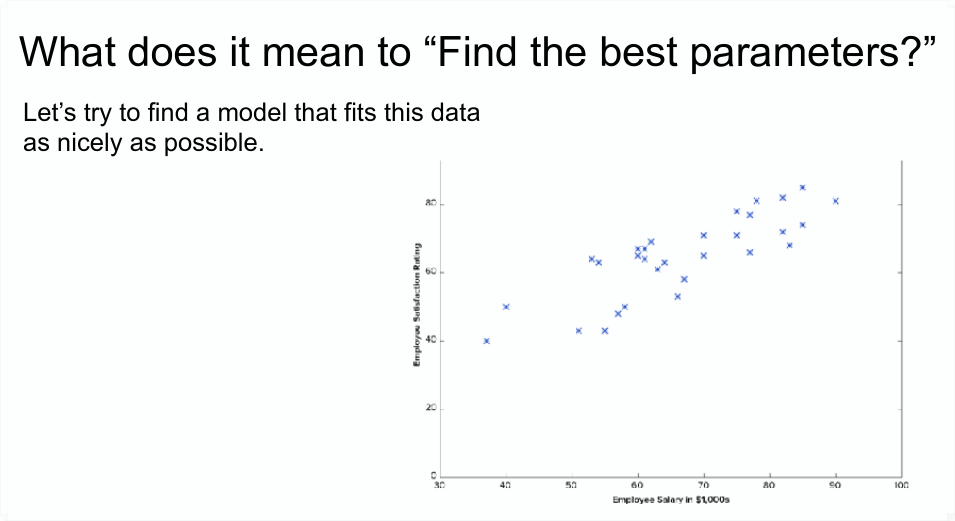 What does it mean to “Find the best parameters?”
Let’s try to find a model that fits this data
as nicely as possible.
80
60
40
20
0
Employee Satisfaction Rating
30 40 50 60 70 80 90 100
Employee Salary in $1,000s